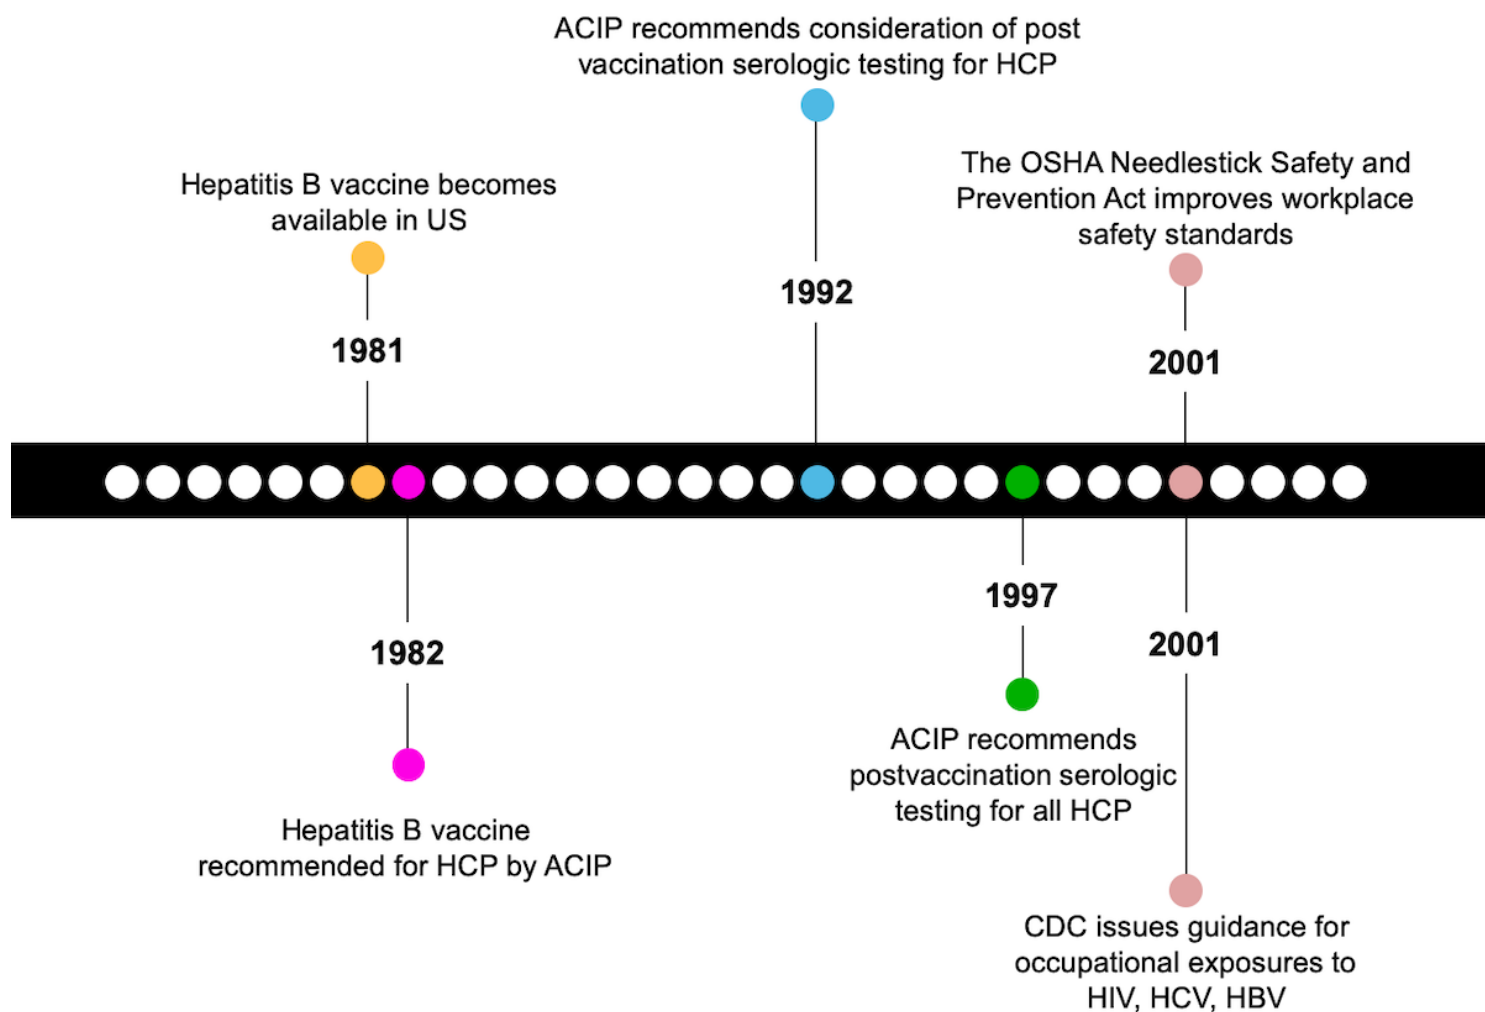 ACIP recommends consideration of post
vaccination serologic testing for HCP
1992
Hepatitis B vaccine becomes
available in US
1981
The OSHA Needlestick Safety and
Prevention Act improves workplace
safety standards
2001
1982
Hepatitis B vaccine
recommended for HCP by ACIP
1997
ACIP recommends
postvaccination serologic
testing for all HCP
2001
CDC issues guidance for
occupational exposures to
HIV, HCV, HBV